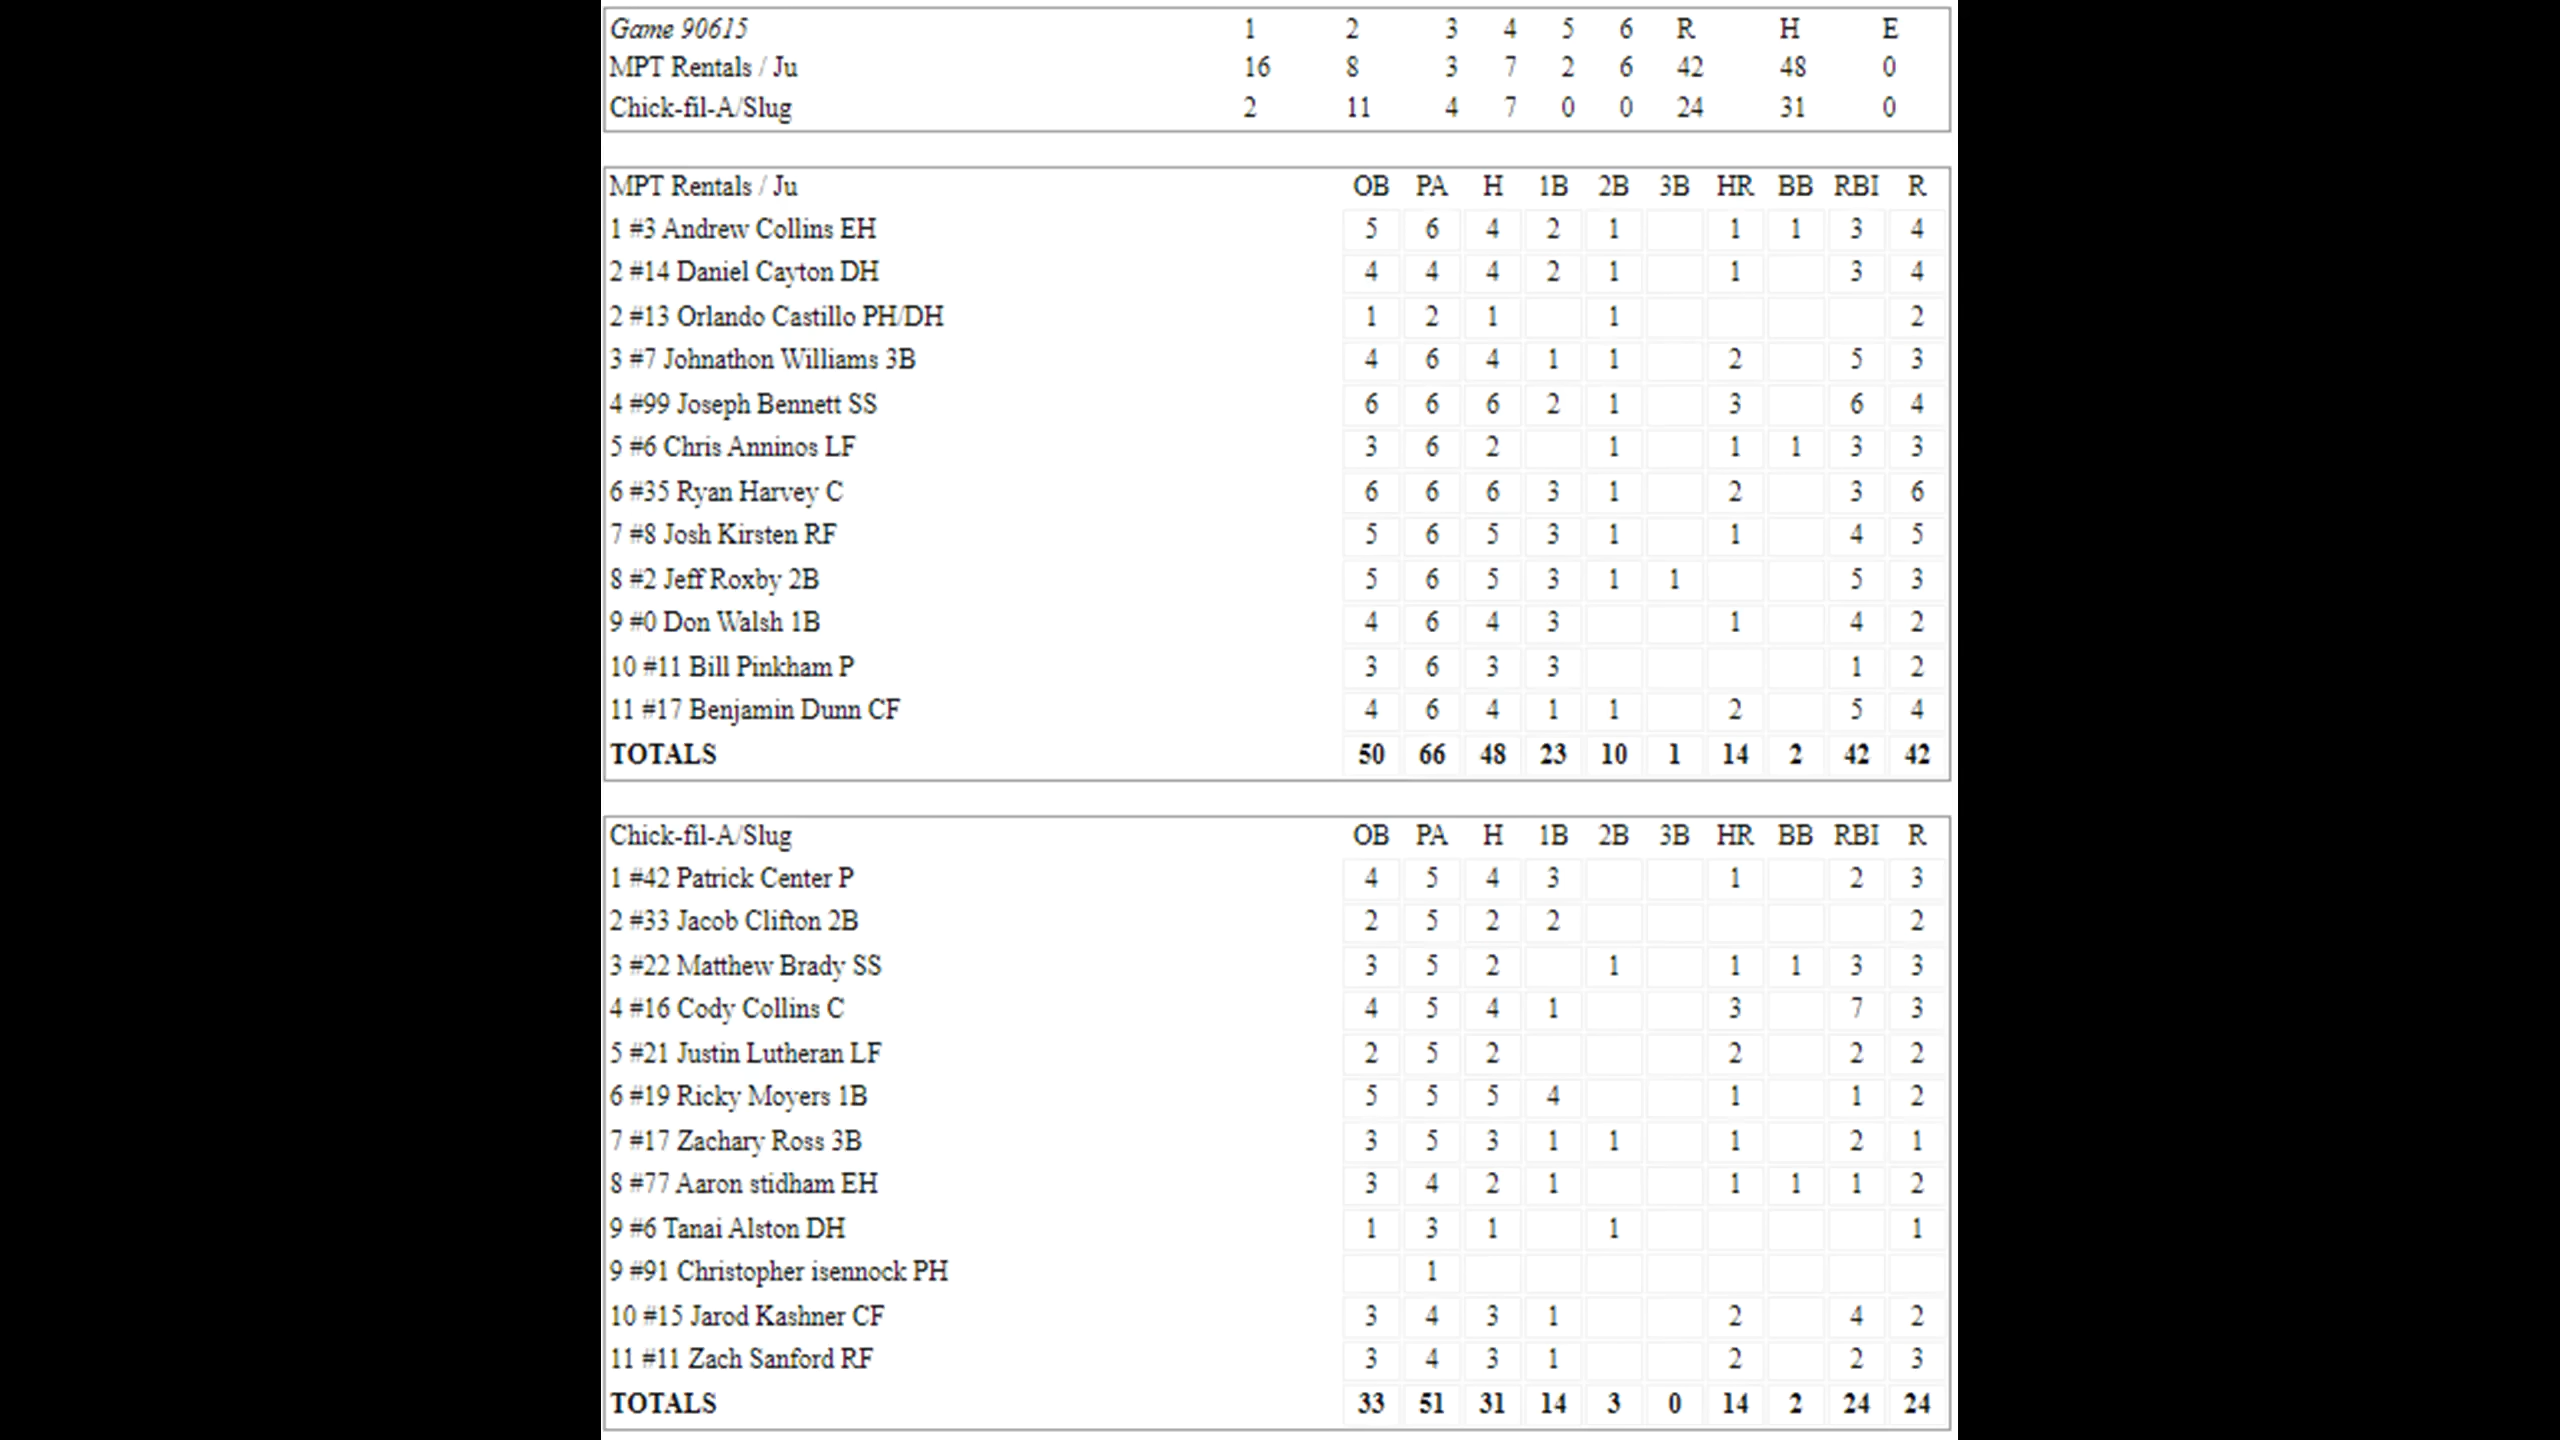 Game 90615 1 2 3 4 5 6 R H E
MPT Rentals / Ju 16 8 3 7 2 6 42 48 0
Chick-fil-A/Slug 2 11 4 7 0 0 24 31 0
MPT Rentals / Ju OB PA H 1B 2B 3B HR BB RBI R
1 #3 Andrew Collins EH 5 6 4 2 1 1 1 3 4
2 #14 Daniel Cayton DH 4 4 4 2 1 1 3 4
2 #13 Orlando Castillo PH/DH 1 2 1 1 2
3 #7 Johnathon Williams 3B 4 6 4 1 1 2 5 3
4 #99 Joseph Bennett SS 6 6 6 2 1 3 6 4
5 #6 Chris Anninos LF 3 6 2 1 1 1 3 3
6 #35 Ryan Harvey C 6 6 6 3 1 2 3 6
7 #8 Josh Kirsten RF 5 6 5 3 1 1 4 5
8 #2 Jeff Roxby 2B 5 6 5 3 1 1 5 3
9 #0 Don Walsh 1B 4 6 4 3 1 4 2
10 #11 Bill Pinkham P 3 6 3 3 1 2
11 #17 Benjamin Dunn CF 4 6 4 1 1 2 5 4
TOTALS 50 66 48 23 10 1 14 2 42 42
Chick-fil-A/Slug OB PA H 1B 2B 3B HR BB RBI R
1 #42 Patrick Center P 4 5 4 3 1 2 3
2 #33 Jacob Clifton 2B 2 5 2 2 2
3 #22 Matthew Brady SS 3 5 2 1 1 1 3 3
4 #16 Cody Collins C 4 5 4 1 3 7 3
5 #21 Justin Lutheran LF 2 5 2 2 2 2
6 #19 Ricky Moyers 1B 5 5 5 4 1 1 2
7 #17 Zachary Ross 3B 3 5 3 1 1 1 2 1
8 #77 Aaron stidham EH 3 4 2 1 1 1 1 2
9 #6 Tanai Alston DH 1 3 1 1 1
9 #91 Christopher isennock PH 1
10 #15 Jarod Kashner CF 3 4 3 1 2 4 2
11 #11 Zach Sanford RF 3 4 3 1 2 2 3
TOTALS 33 51 31 14 3 0 14 2 24 24